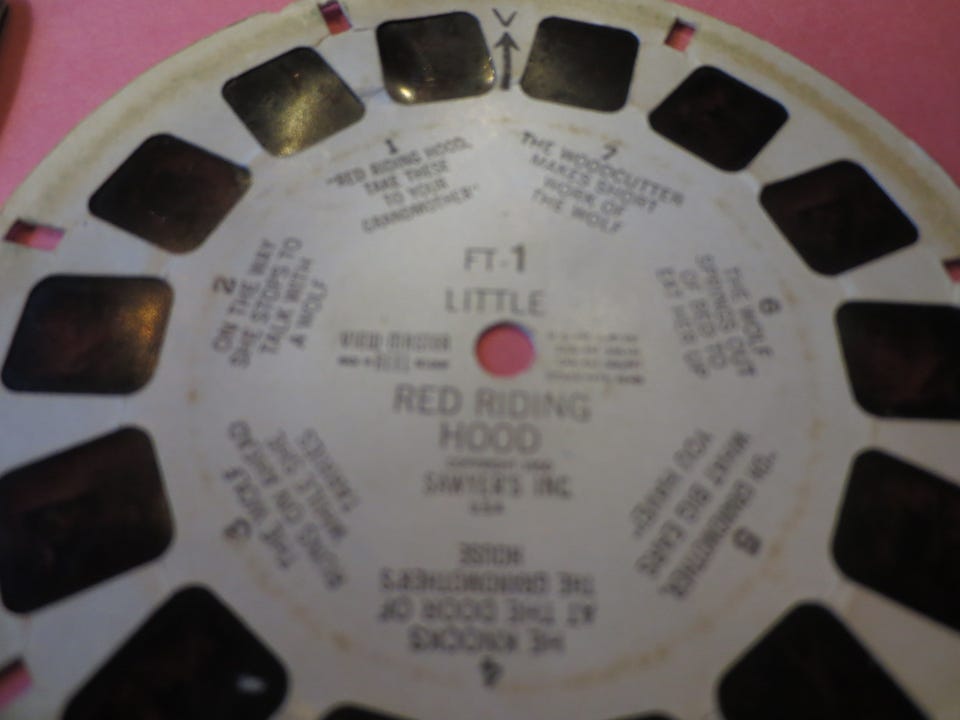 V
1
"RED RIDING HOOD,
TAKE THESE
TO YOUR
GRANDMOTHER"
2
ON THE WAY
SHE STOPS TO
TALK WITH
A WOLF
3
THE WOLF
RUNS ON AHEAD
WHILE SHE
TARRIES
4
HE KNOCKS
AT THE DOOR OF
THE GRANDMOTHER'S
HOUSE
5
"OH GRANDMOTHER,
WHAT BIG EARS
YOU HAVE!"
6
THE WOLF
SPRINGS OUT
OF BED TO
EAT HER UP
7
THE WOODCUTTER
MAKES SHORT
WORK OF
THE WOLF
FT-1
LITTLE
VIEW-MASTER
RED RIDING
HOOD
COPYRIGHT
SAWYER'S INC.
U.S.A.